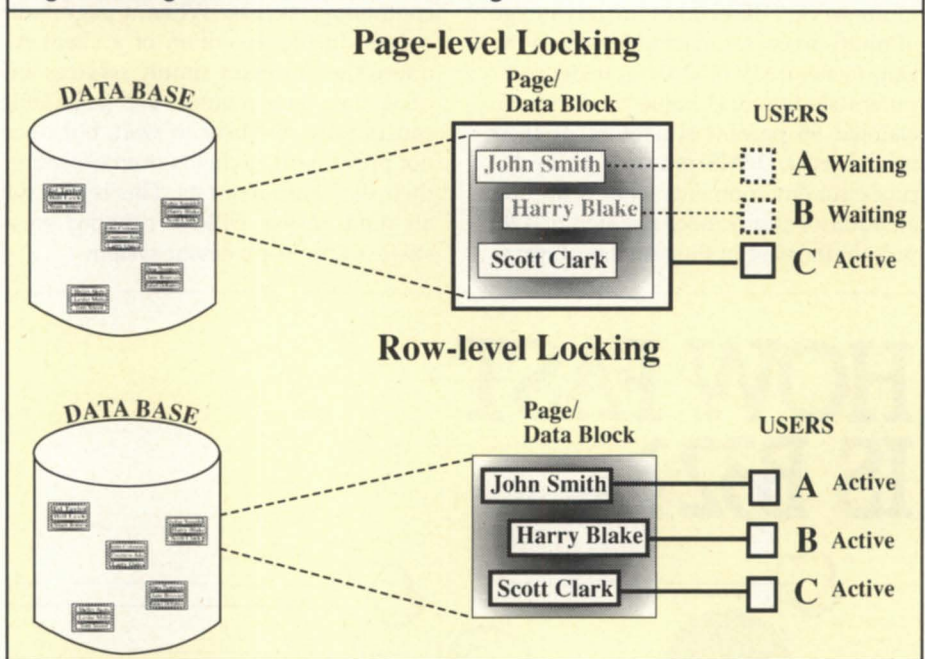 Page-level Locking
DATA BASE
Page/
Data Block
USERS
John Smith
A Waiting
Harry Blake
B Waiting
Scott Clark
C Active
Row-level Locking
DATA BASE
Page/
Data Block
USERS
John Smith
A Active
Harry Blake
B Active
Scott Clark
C Active